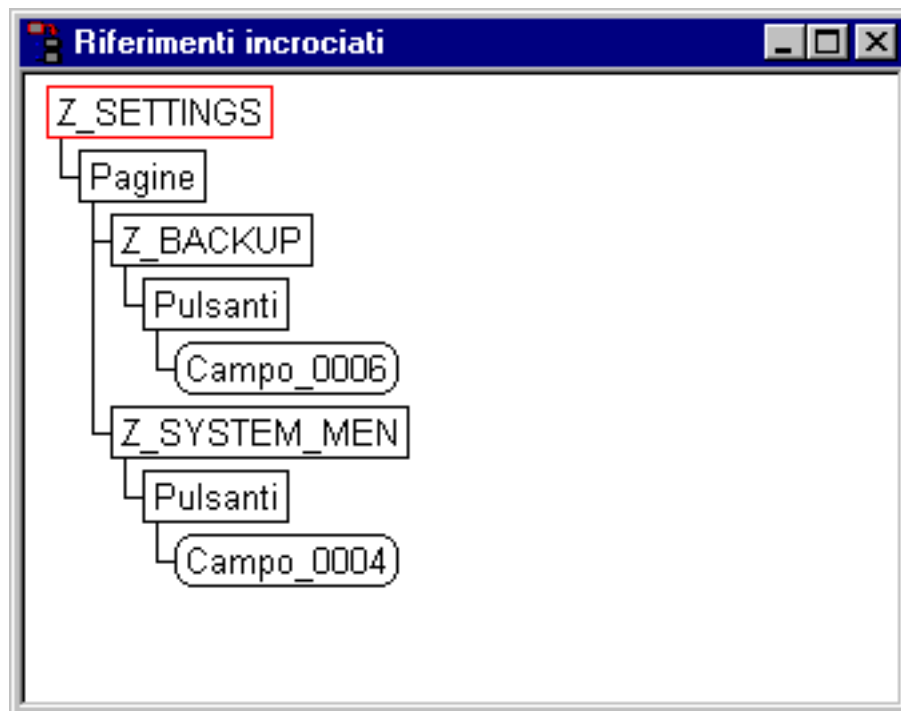 Riferimenti incrociati
Z_SETTINGS
Pagine
Z_BACKUP
Pulsanti
Campo_0006
Z_SYSTEM_MEN
Pulsanti
Campo_0004